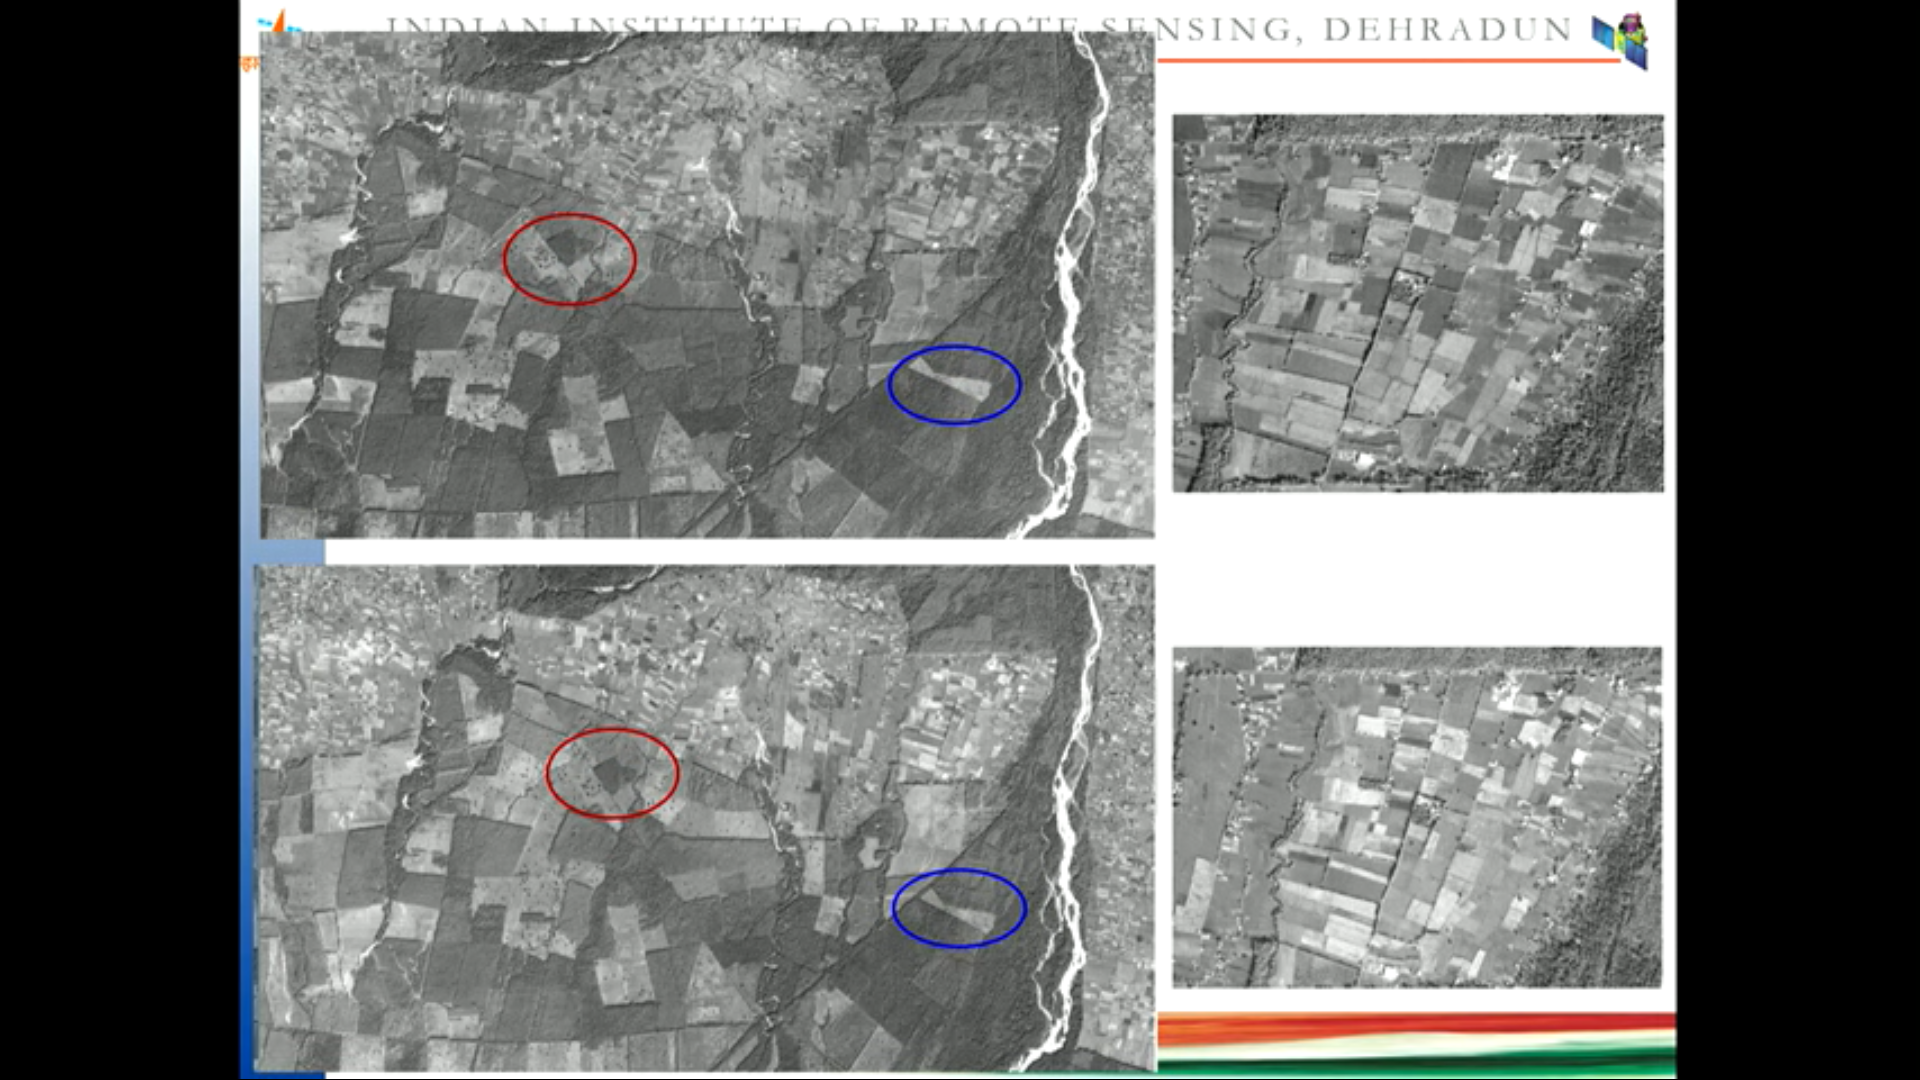 INDIAN INSTITUTE OF REMOTE SENSING, DEHRADUN